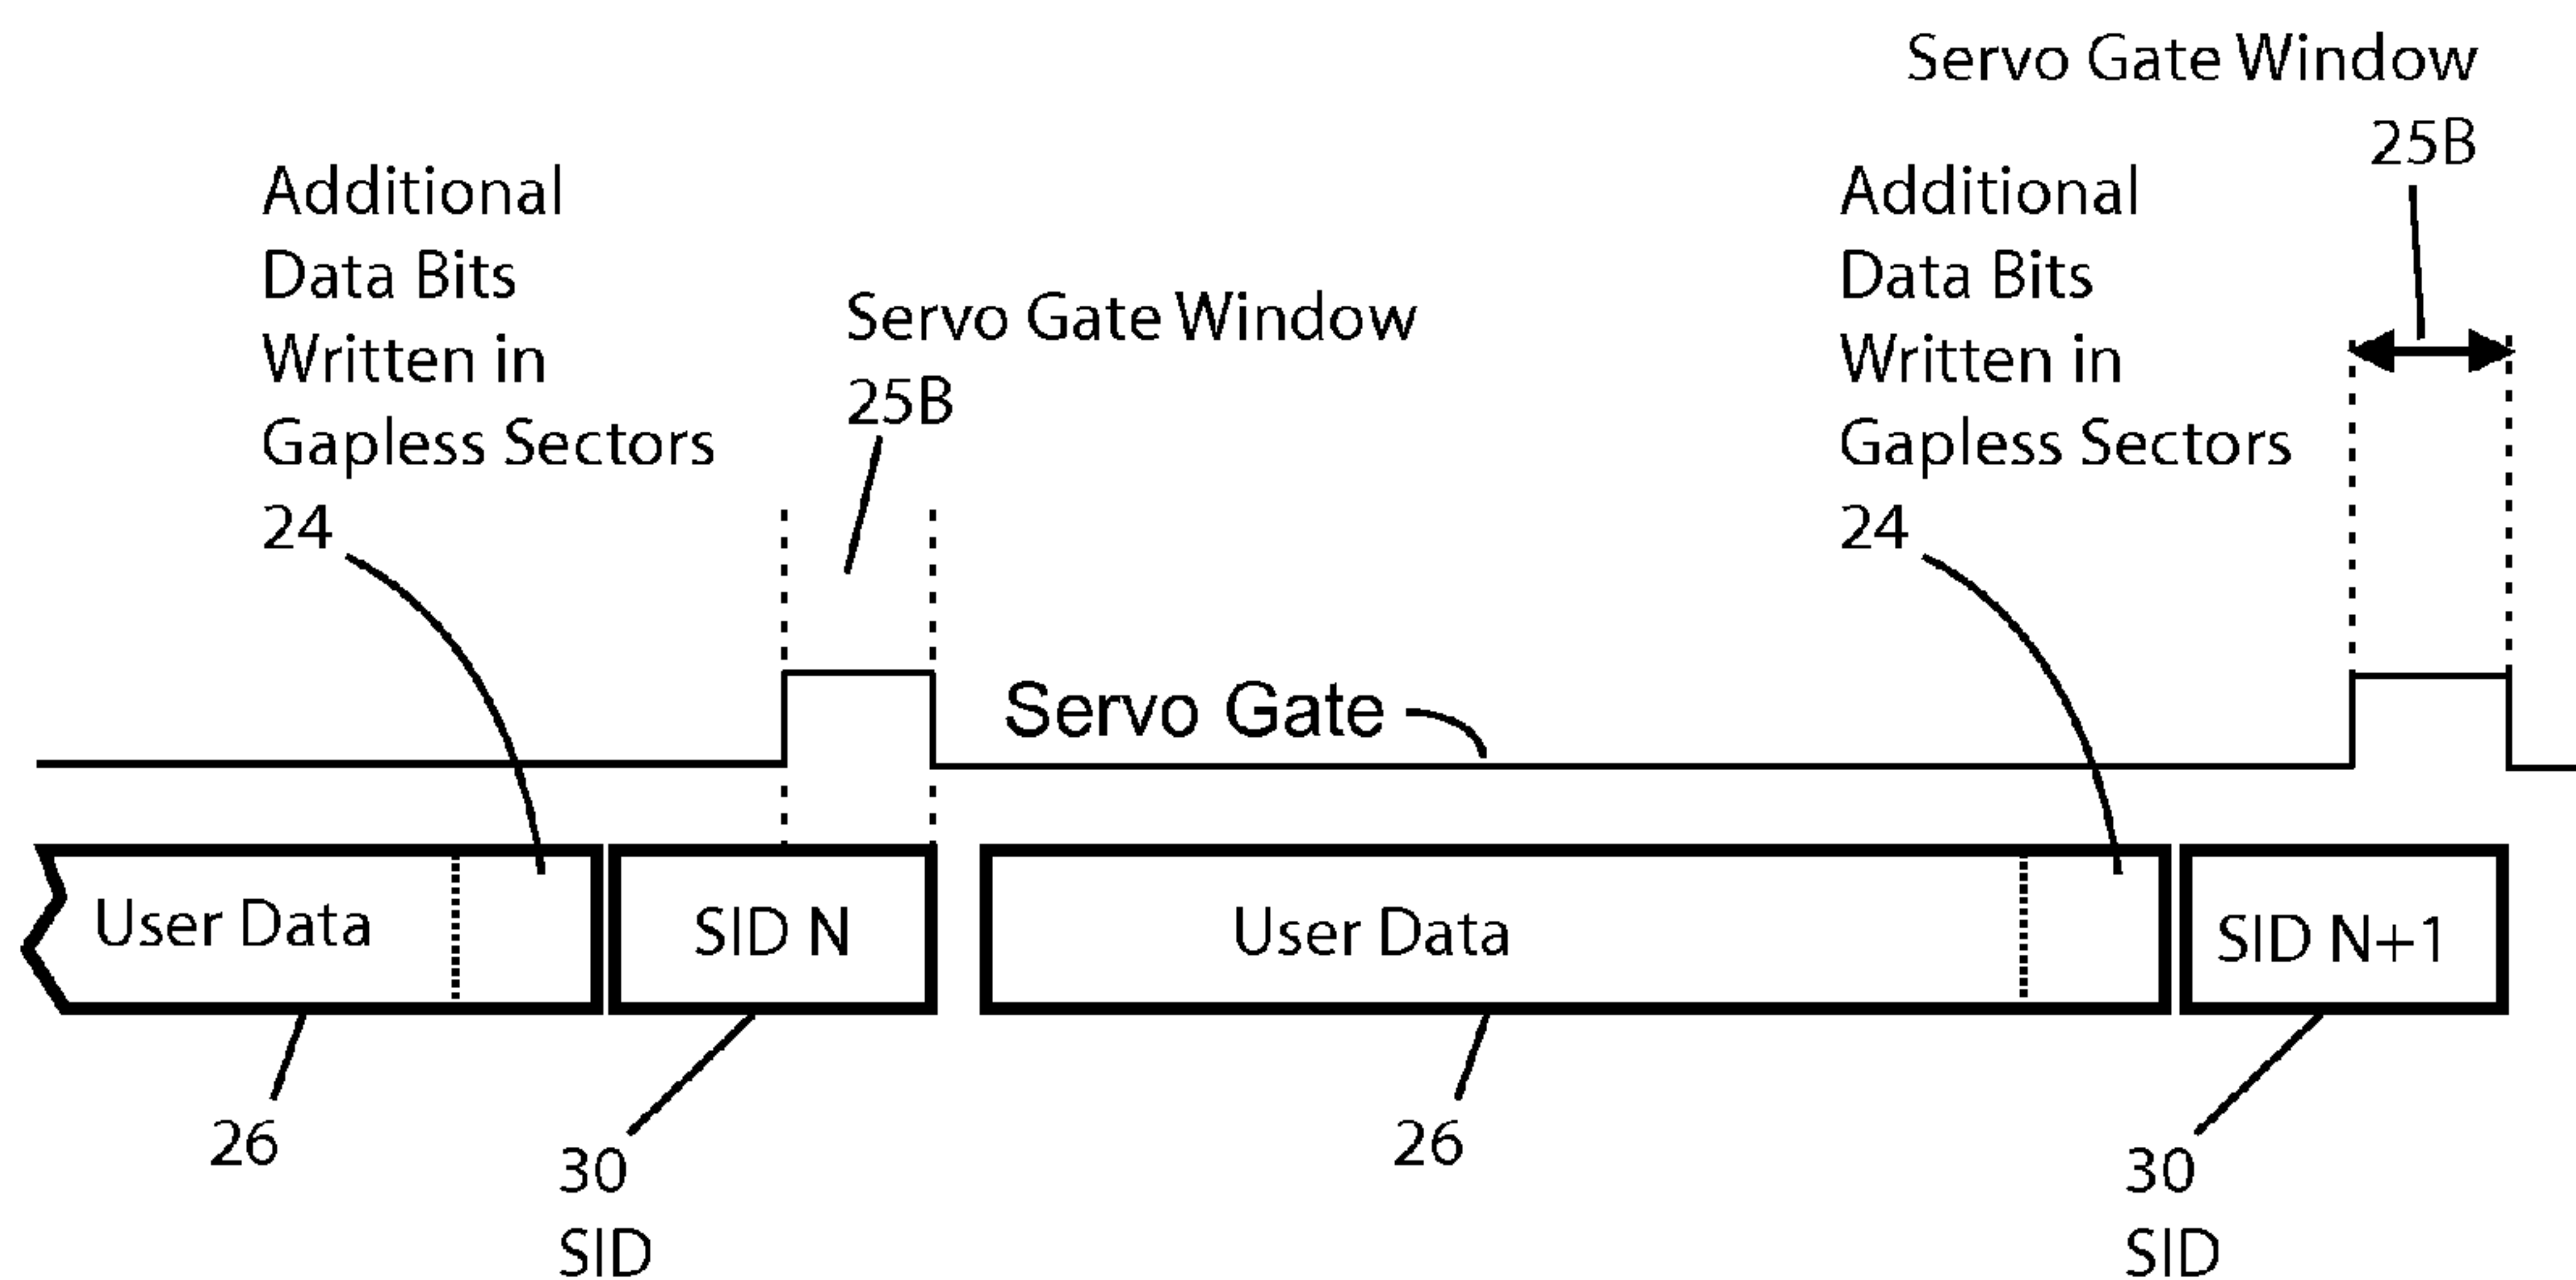 Servo Gate Window
25B
Additional
Data Bits
Written in
Gapless Sectors
24
Servo Gate Window
25B
Additional
Data Bits
Written in
Gapless Sectors
24
Servo Gate
User Data
SID N
User Data
SID N+1
26
30
SID
26
30
SID